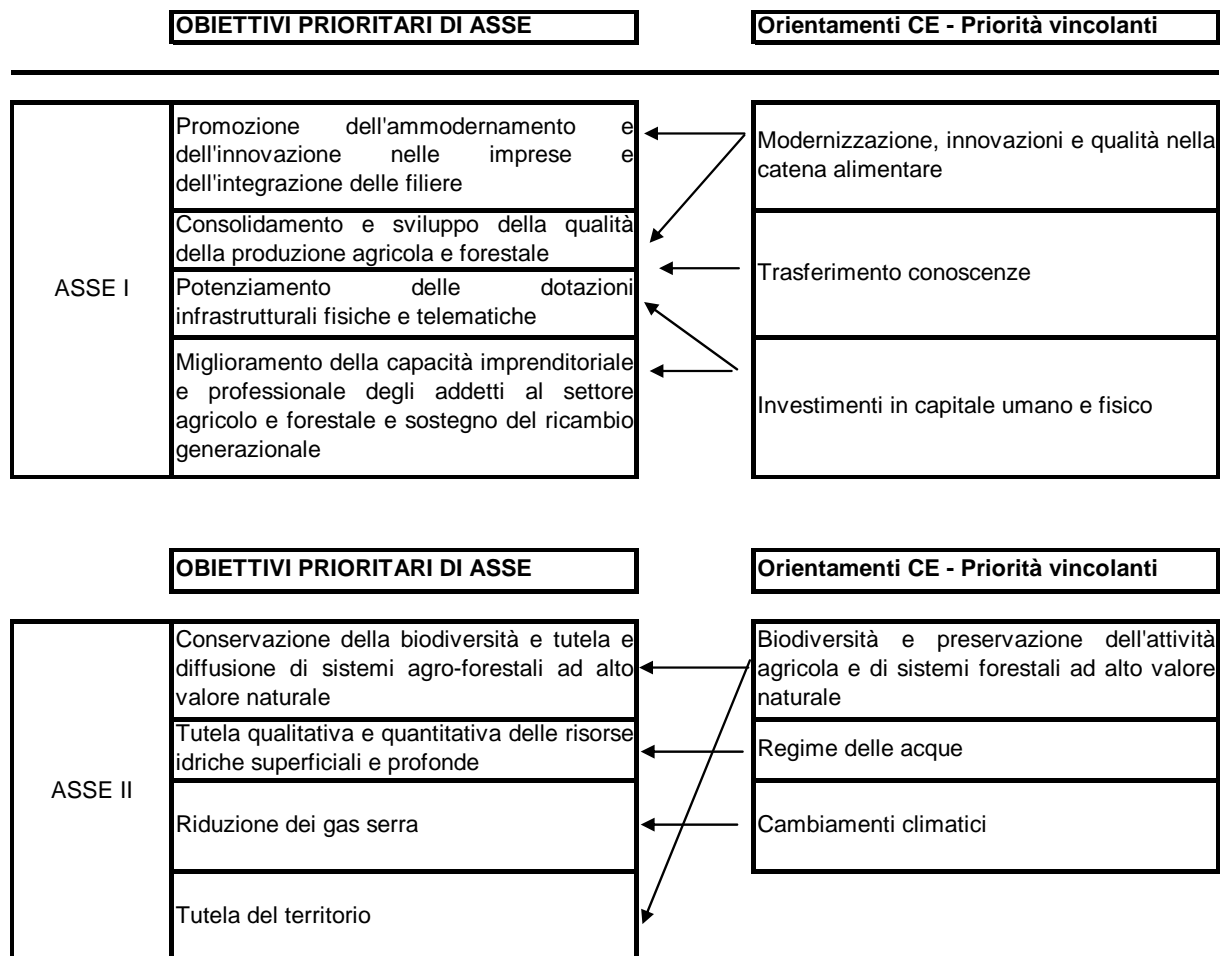 OBIETTIVI PRIORITARI DI ASSE
Orientamenti CE - Priorità vincolanti
ASSE I
Promozione dell'ammodernamento e
dell'innovazione nelle imprese e
dell'integrazione delle filiere
Consolidamento e sviluppo della qualità
della produzione agricola e forestale
Potenziamento delle dotazioni
infrastrutturali fisiche e telematiche
Miglioramento della capacità imprenditoriale
e professionale degli addetti al settore
agricolo e forestale e sostegno del ricambio
generazionale
Modernizzazione, innovazioni e qualità nella
catena alimentare
Trasferimento conoscenze
Investimenti in capitale umano e fisico
OBIETTIVI PRIORITARI DI ASSE
Orientamenti CE - Priorità vincolanti
ASSE II
Conservazione della biodiversità e tutela e
diffusione di sistemi agro-forestali ad alto
valore naturale
Tutela qualitativa e quantitativa delle risorse
idriche superficiali e profonde
Riduzione dei gas serra
Tutela del territorio
Biodiversità e preservazione dell'attività
agricola e di sistemi forestali ad alto valore
naturale
Regime delle acque
Cambiamenti climatici